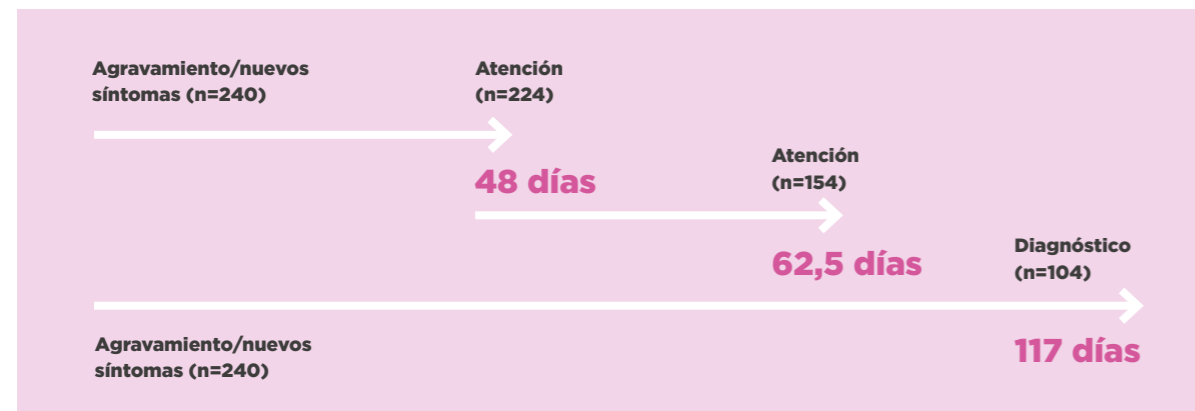 Agravamiento/nuevos
síntomas (n=240)
Atención
(n=224)
48 días
Atención
(n=154)
62,5 días
Diagnóstico
(n=104)
117 días
Agravamiento/nuevos
síntomas (n=240)